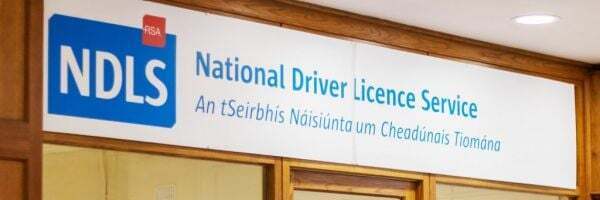 RSA
NDLS
National Driver Licence Service
An tSeirbhís Náisiúnta um Cheadúnais Tiomána